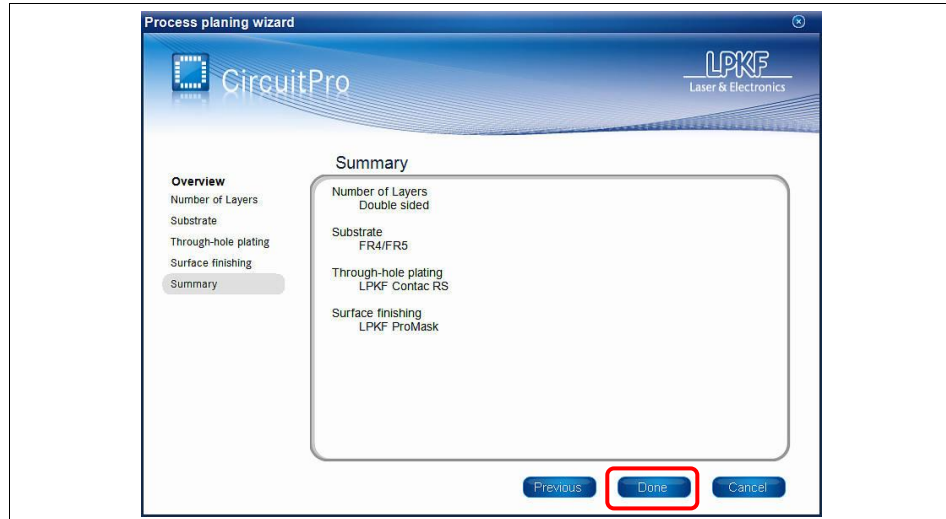 Process planing wizard
CircuitPro
LPKF
Laser & Electronics
Summary
Overview
Number of Layers
Substrate
Through-hole plating
Surface finishing
Summary
Number of Layers
Double sided
Substrate
FR4/FR5
Through-hole plating
LPKF Contac RS
Surface finishing
LPKF ProMask
Previous
Done
Cancel